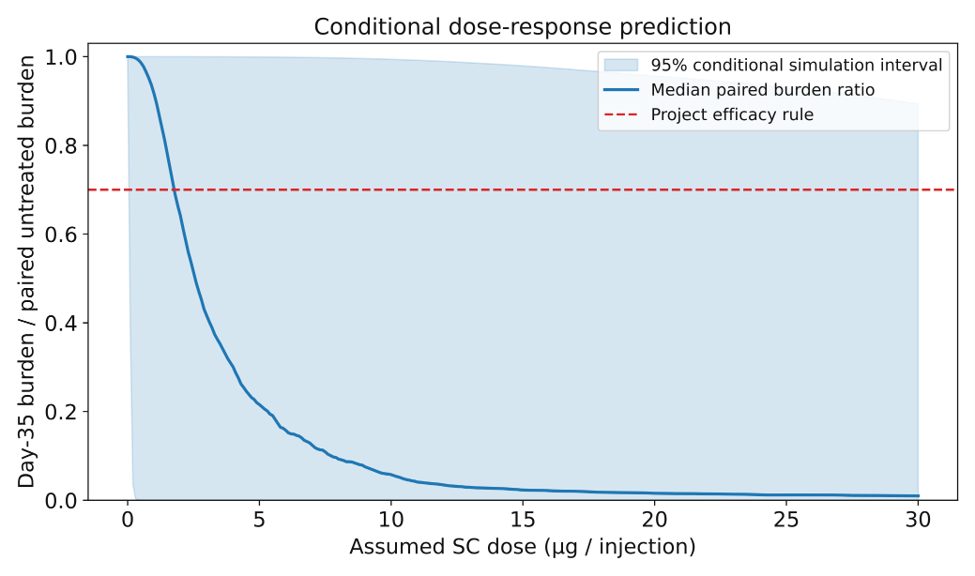 Conditional dose-response prediction
95% conditional simulation interval
Median paired burden ratio
Project efficacy rule
Day-35 burden / paired untreated burden
1.0
0.8
0.6
0.4
0.2
0.0
0 5 10 15 20 25 30
Assumed SC dose (µg / injection)